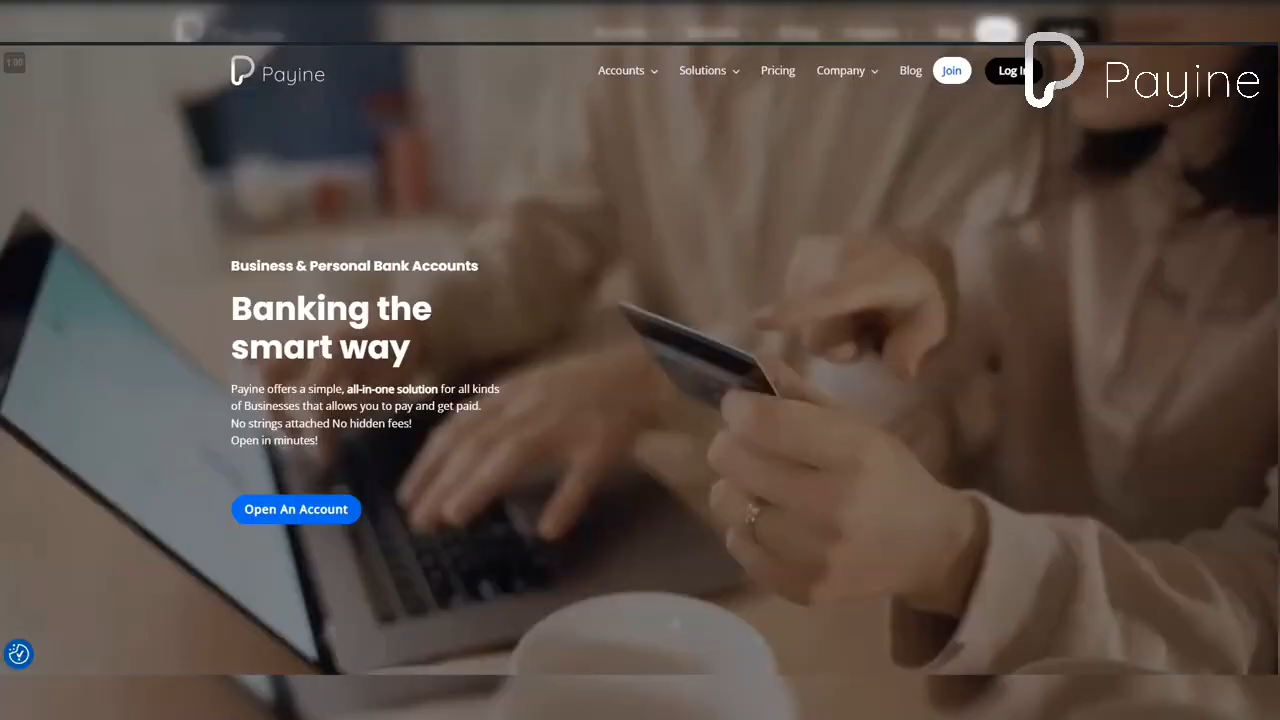 1.00
Payine
Accounts
Solutions
Pricing
Company
Blog
Join
Log In
Payine
Business & Personal Bank Accounts
Banking the
smart way
Payine offers a simple, all-in-one solution for all kinds
of Businesses that allows you to pay and get paid.
No strings attached No hidden fees!
Open in minutes!
Open An Account